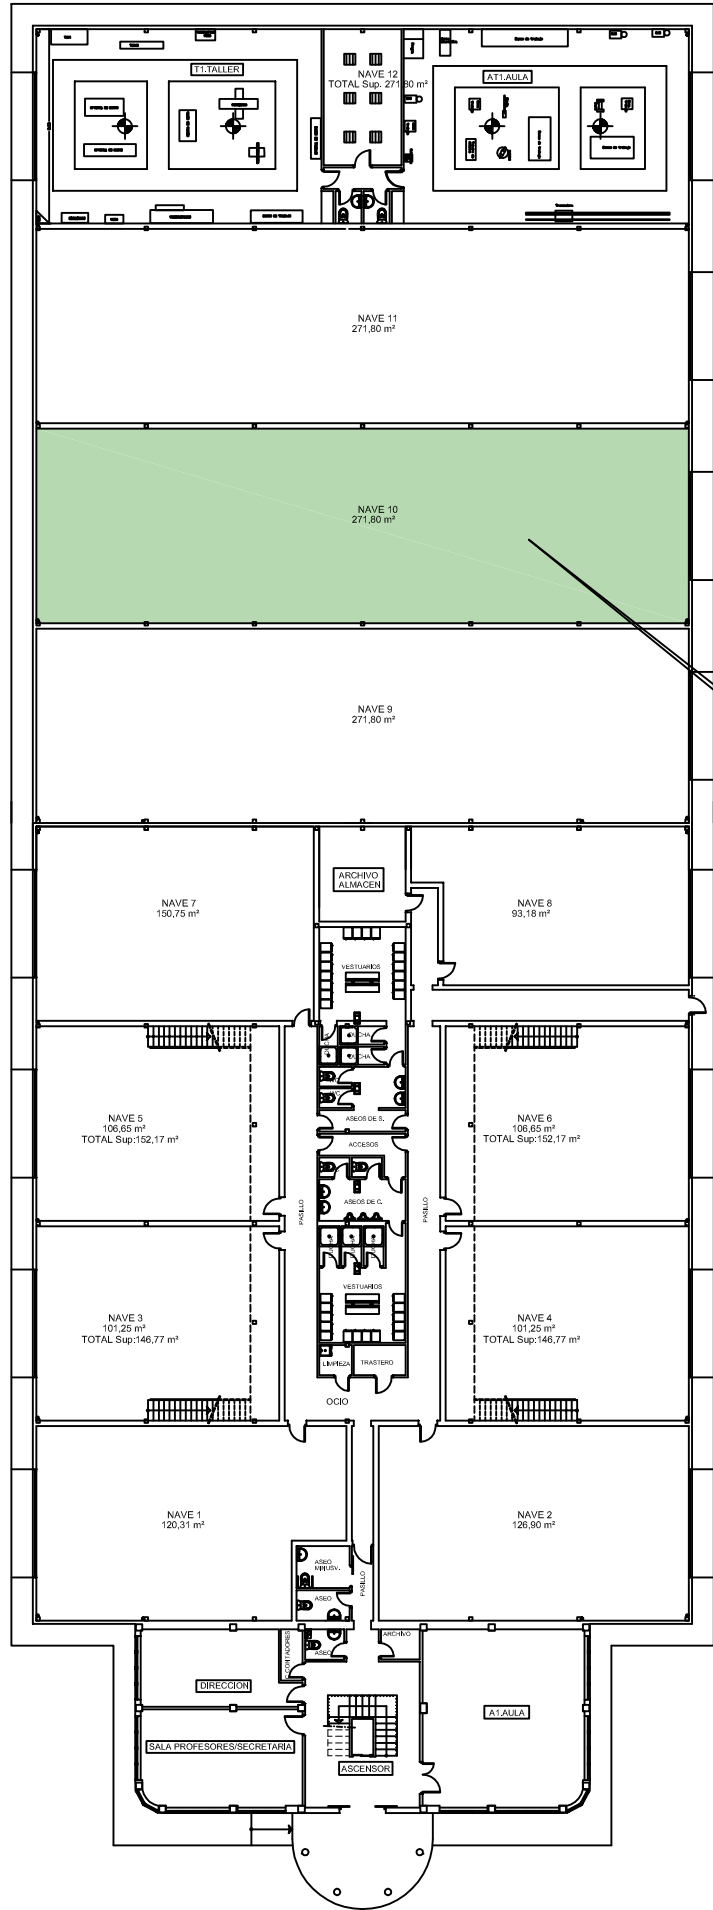 T1.TALLER
NAVE 12
TOTAL Sup. 271,80 m²
AT1.AULA
NAVE 11
271,80 m²
NAVE 10
271,80 m²
NAVE 9
271,80 m²
ARCHIVO
ALMACEN
NAVE 7
150,75 m²
NAVE 8
93,18 m²
VESTUARIOS
DUCHA
DUCHA
NAVE 5
106,65 m²
TOTAL Sup:152,17 m²
NAVE 6
106,65 m²
TOTAL Sup:152,17 m²
ASEOS DE S.
ACCESOS
PASILLO
ASEOS DE C.
PASILLO
VESTUARIOS
NAVE 3
101,25 m²
TOTAL Sup:146,77 m²
NAVE 4
101,25 m²
TOTAL Sup:146,77 m²
LIMPIEZA
TRASTERO
OCIO
NAVE 1
120,31 m²
NAVE 2
126,90 m²
ASEO
MINUSV.
PASILLO
ASEO
ASEO
ARCHIVO
C.CONTADORES
DIRECCION
A1.AULA
SALA PROFESORES/SECRETARIA
ASCENSOR